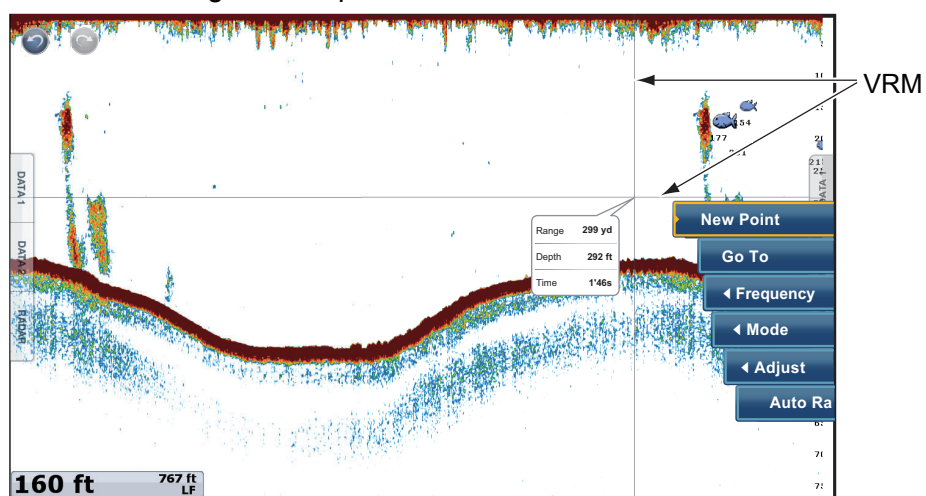 VRM
154
177
DATA 1
DATA 2
RADAR
New Point
Go To
Frequency
Mode
Adjust
Auto Ra
Range 299 yd
Depth 292 ft
Time 1'46s
160 ft
767 ft
LF